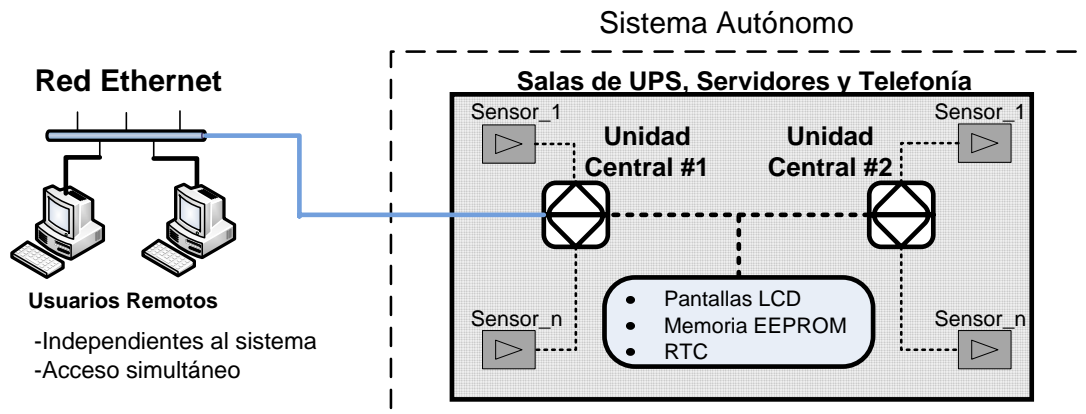 Sistema Autónomo
Red Ethernet
Salas de UPS, Servidores y Telefonía
Sensor_1
Unidad
Central #1
Unidad
Central #2
Sensor_1
Usuarios Remotos
-Independientes al sistema
-Acceso simultáneo
Sensor_n
• Pantallas LCD
• Memoria EEPROM
• RTC
Sensor_n